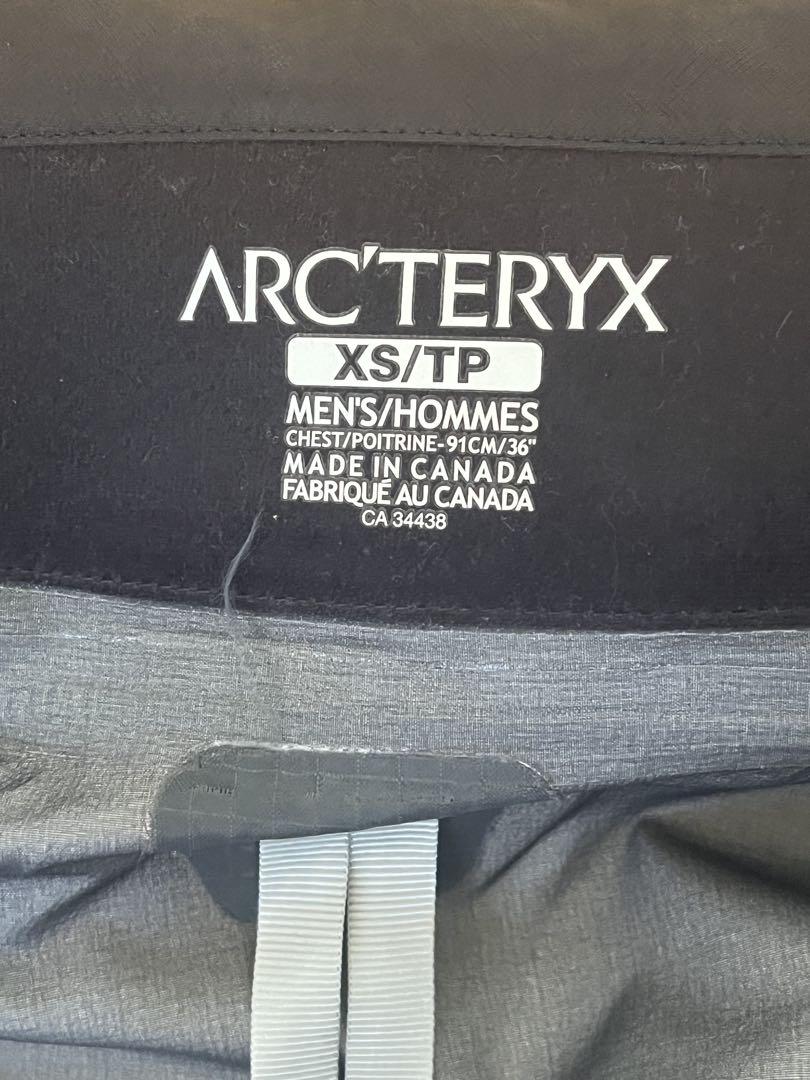 ARC'TERYX
XS/TP
MEN'S/HOMMES
CHEST/POITRINE-91CM/36"
MADE IN CANADA
FABRIQUÉ AU CANADA
CA 34438